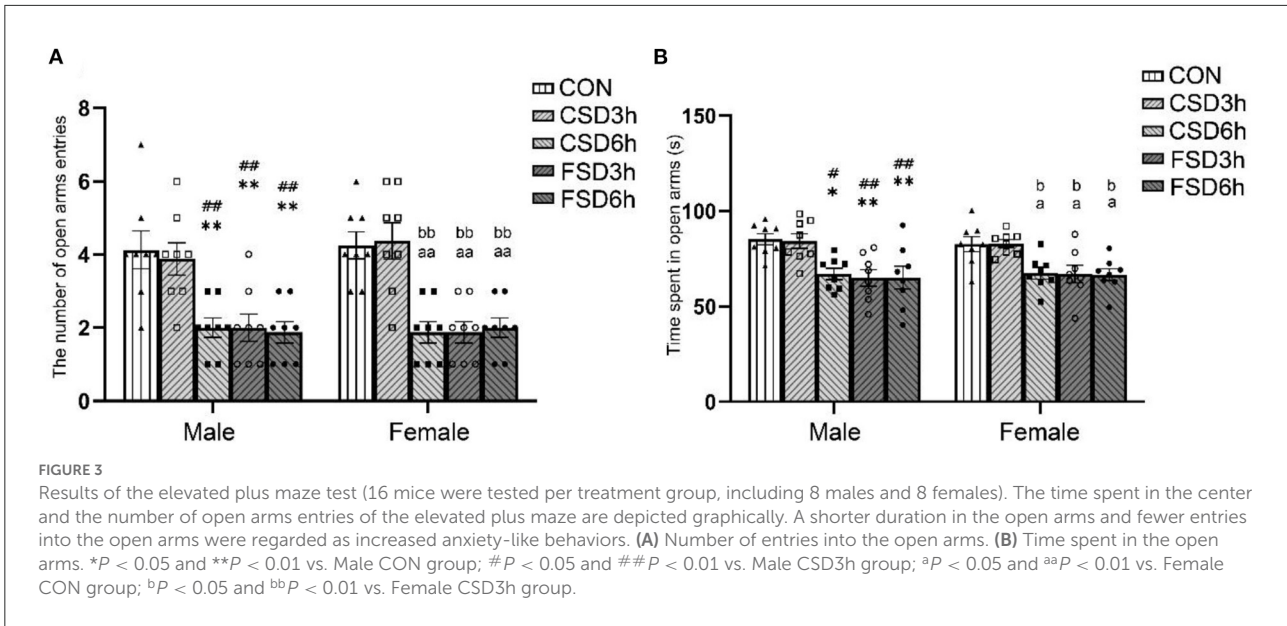 A
CON
CSD3h
CSD6h
FSD3h
FSD6h
The number of open arms entries
8
6
4
2
0
##
**
##
**
##
**
bb
aa
bb
aa
bb
aa
Male
Female
B
CON
CSD3h
CSD6h
FSD3h
FSD6h
Time spent in open arms (s)
150
100
50
0
#
*
##
**
##
**
b
a
b
a
b
a
Male
Female
FIGURE 3
Results of the elevated plus maze test (16 mice were tested per treatment group, including 8 males and 8 females). The time spent in the center
and the number of open arms entries of the elevated plus maze are depicted graphically. A shorter duration in the open arms and fewer entries
into the open arms were regarded as increased anxiety-like behaviors. (A) Number of entries into the open arms. (B) Time spent in the open
arms. *P < 0.05 and **P < 0.01 vs. Male CON group; #P < 0.05 and ##P < 0.01 vs. Male CSD3h group; aP < 0.05 and aaP < 0.01 vs. Female
CON group; bP < 0.05 and bbP < 0.01 vs. Female CSD3h group.